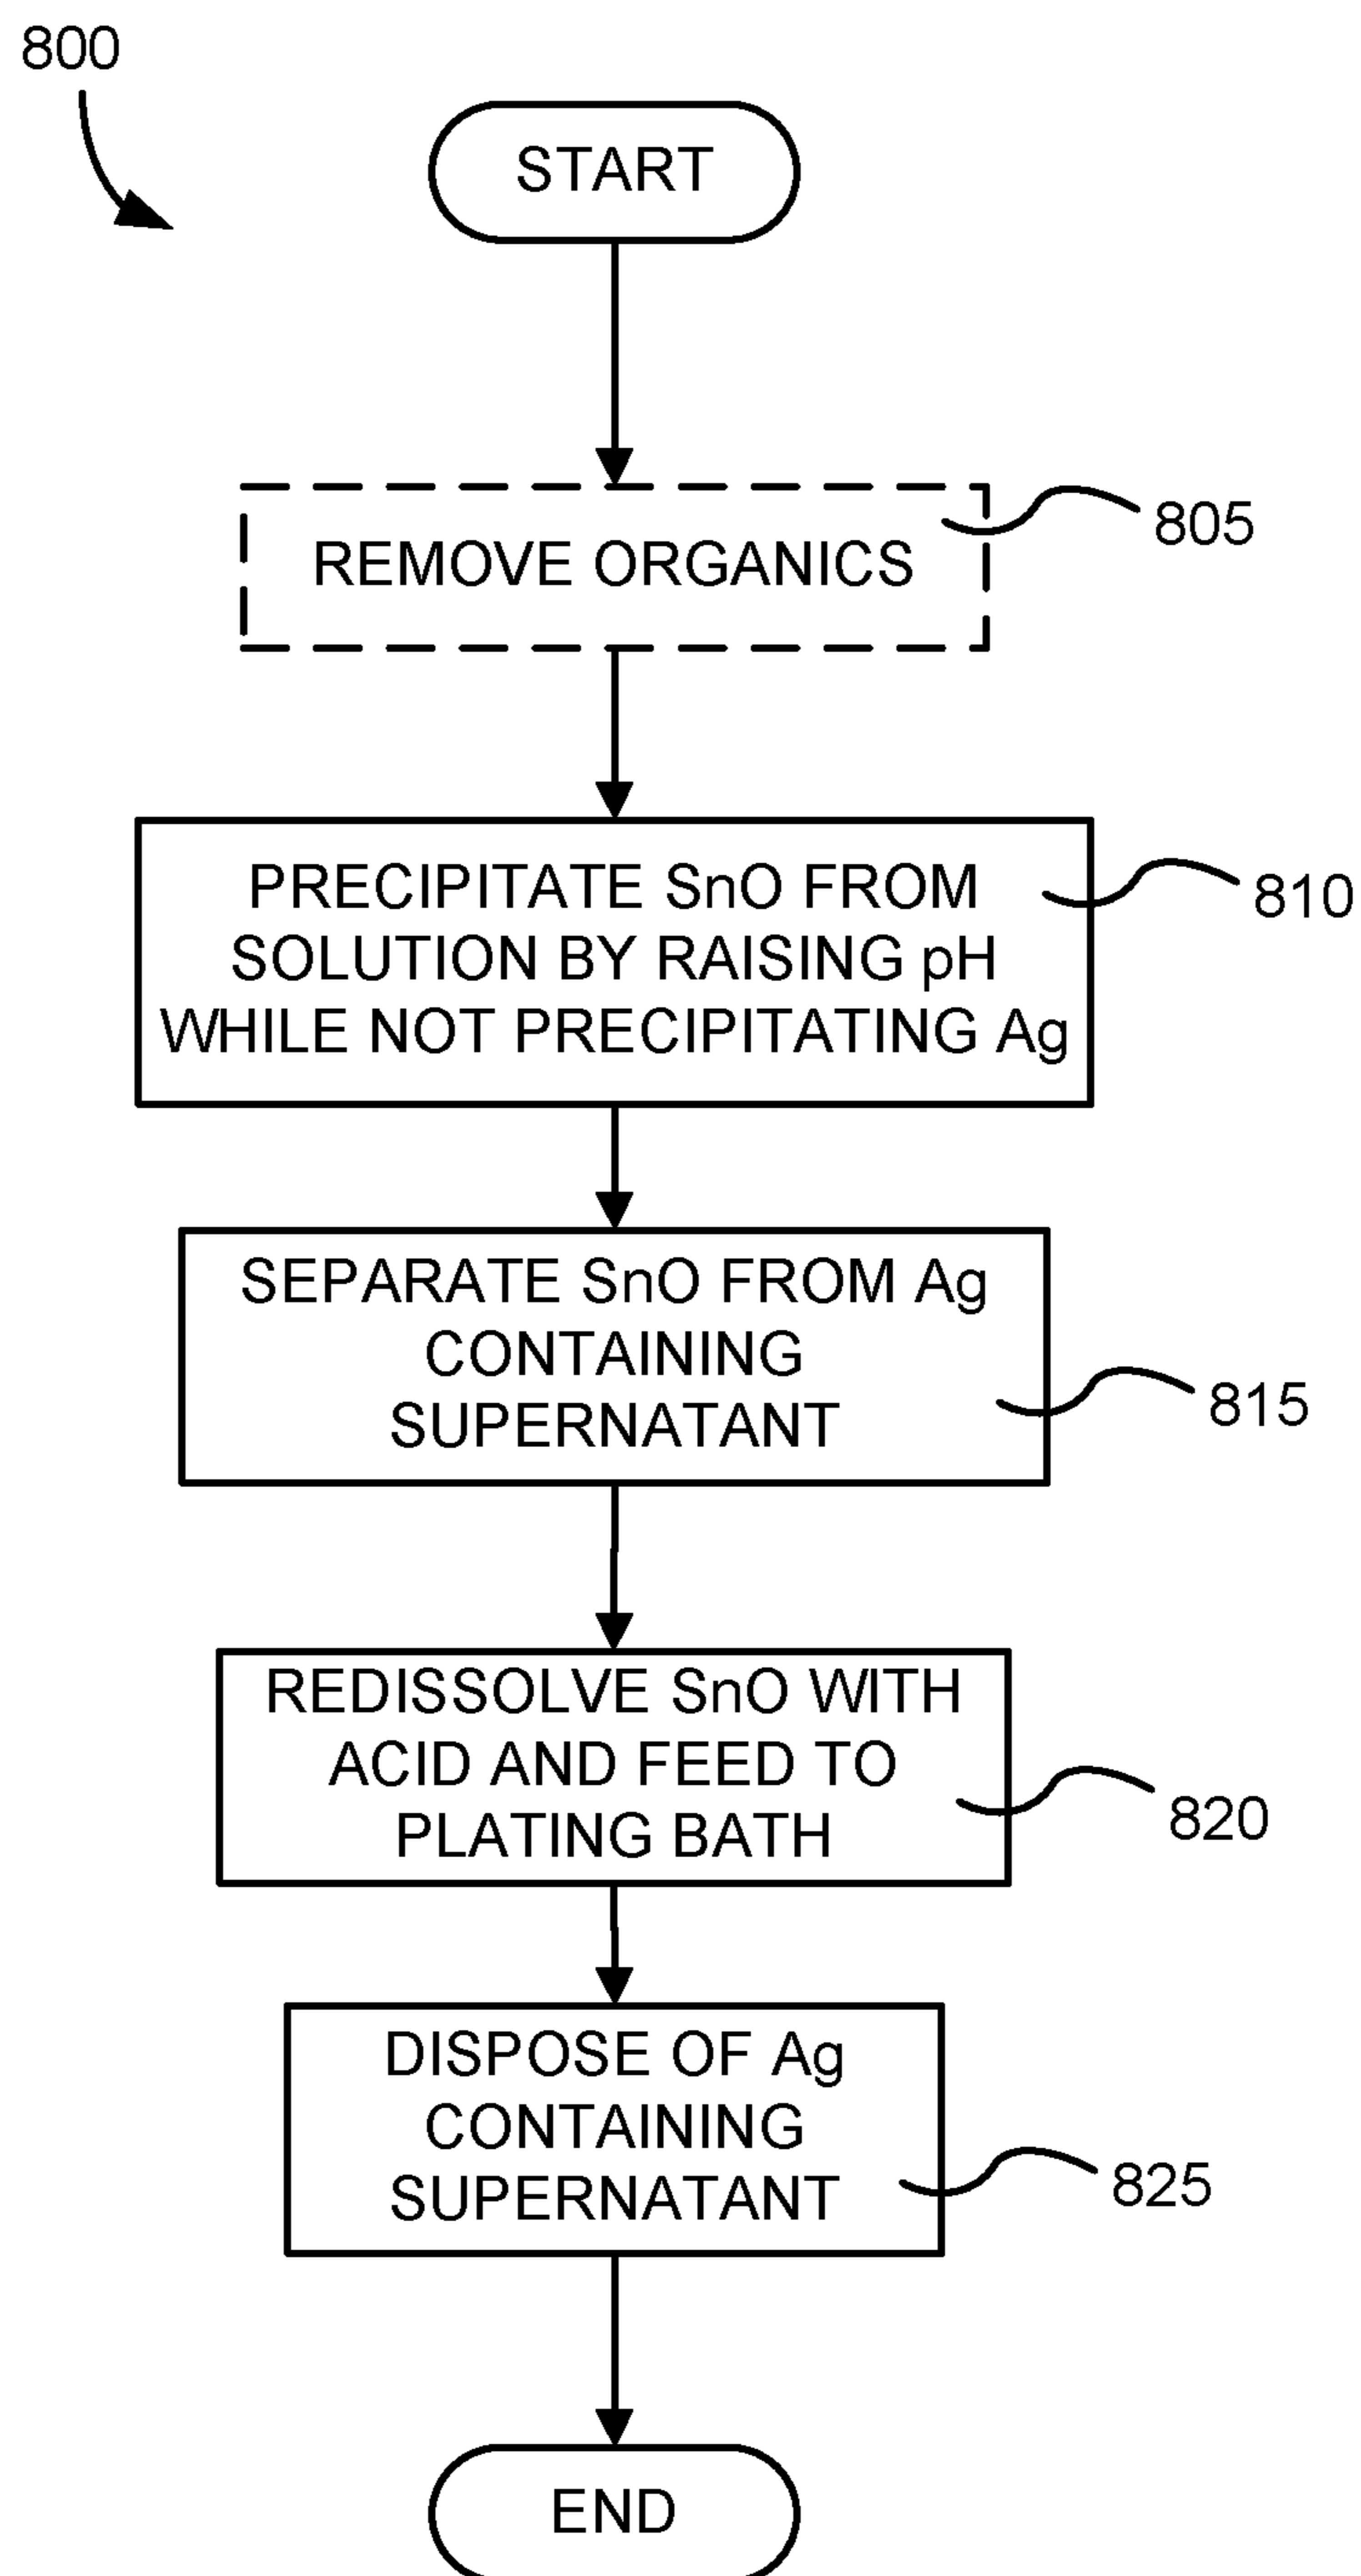 800
START
REMOVE ORGANICS
805
PRECIPITATE SnO FROM
SOLUTION BY RAISING pH
WHILE NOT PRECIPITATING Ag
810
SEPARATE SnO FROM Ag
CONTAINING
SUPERNATANT
815
REDISSOLVE SnO WITH
ACID AND FEED TO
PLATING BATH
820
DISPOSE OF Ag
CONTAINING
SUPERNATANT
825
END